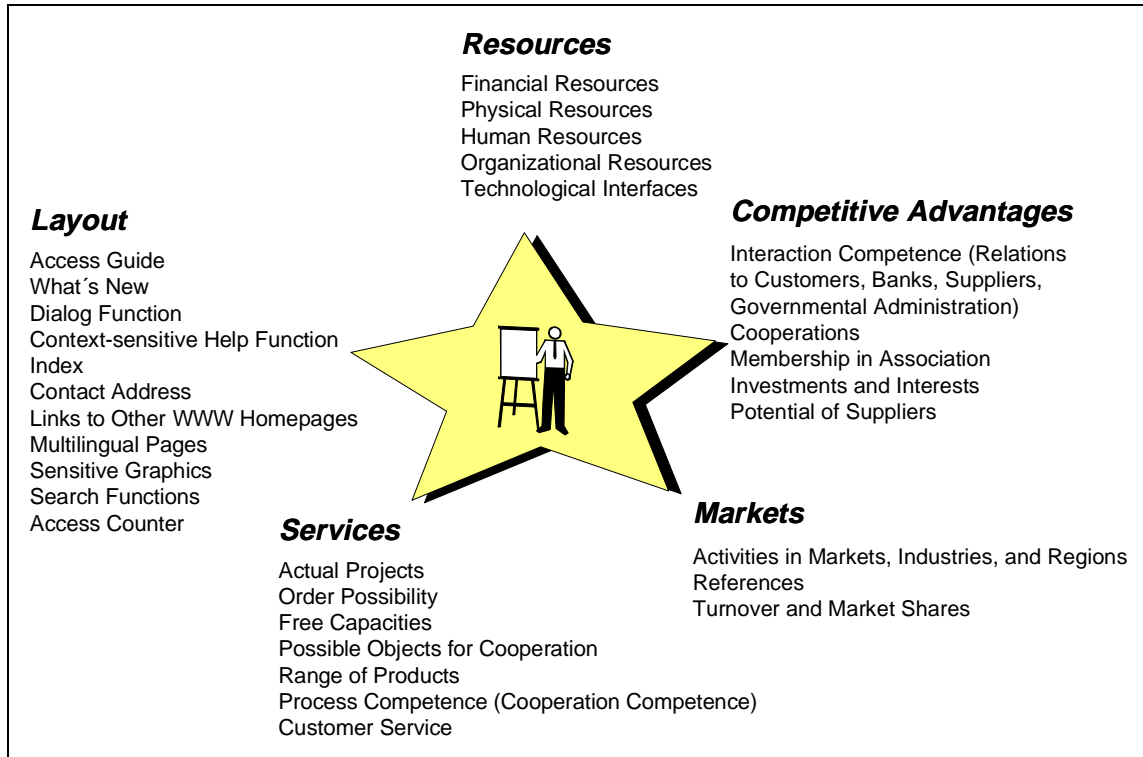 Resources
Financial Resources
Physical Resources
Human Resources
Organizational Resources
Technological Interfaces
Layout
Access Guide
What´s New
Dialog Function
Context-sensitive Help Function
Index
Contact Address
Links to Other WWW Homepages
Multilingual Pages
Sensitive Graphics
Search Functions
Access Counter
Competitive Advantages
Interaction Competence (Relations
to Customers, Banks, Suppliers,
Governmental Administration)
Cooperations
Membership in Association
Investments and Interests
Potential of Suppliers
Services
Actual Projects
Order Possibility
Free Capacities
Possible Objects for Cooperation
Range of Products
Process Competence (Cooperation Competence)
Customer Service
Markets
Activities in Markets, Industries, and Regions
References
Turnover and Market Shares